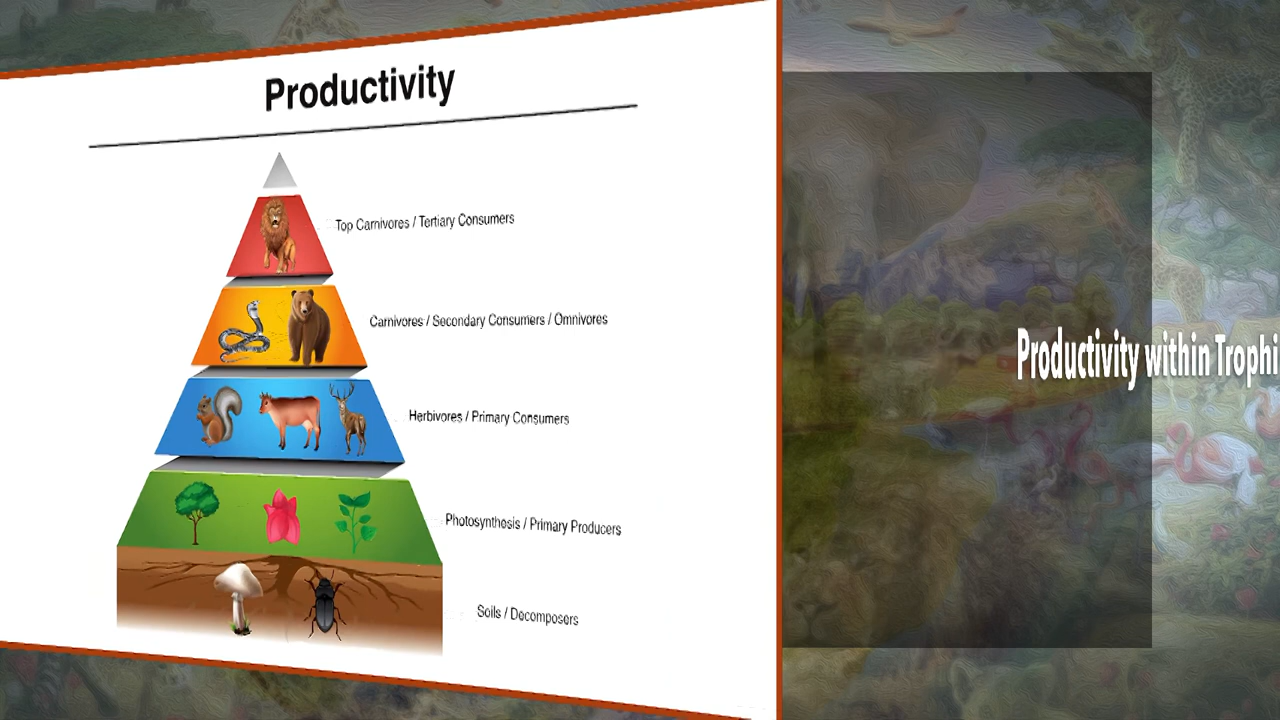 Productivity
Top Carnivores / Tertiary Consumers
Carnivores / Secondary Consumers / Omnivores
Herbivores / Primary Consumers
Photosynthesis / Primary Producers
Soils / Decomposers
Productivity within Trophi